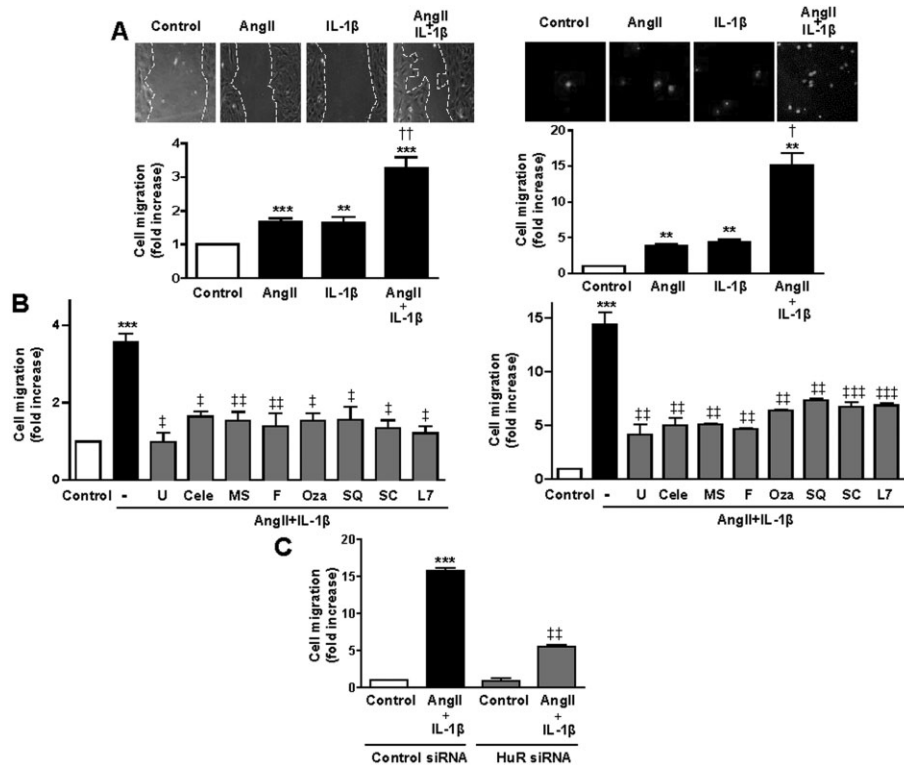 A
Control AngII IL-1β AngII + IL-1β
Control AngII IL-1β AngII + IL-1β
Cell migration (fold increase)
4
3
2
1
0
***
**
††
***
Control AngII IL-1β AngII + IL-1β
Cell migration (fold increase)
20
15
10
5
0
**
**
†
**
Control AngII IL-1β AngII + IL-1β
B
Cell migration (fold increase)
4
2
0
***
‡ ‡ ‡‡ ‡‡ ‡ ‡ ‡ ‡
Control - U Cele MS F Oza SQ SC L7
AngII+IL-1β
Cell migration (fold increase)
15
10
5
0
***
‡‡ ‡‡ ‡‡ ‡‡ ‡‡ ‡‡ ‡‡‡ ‡‡‡
Control - U Cele MS F Oza SQ SC L7
AngII+IL-1β
C
Cell migration (fold increase)
20
15
10
5
0
***
‡‡
Control AngII + IL-1β Control AngII + IL-1β
Control siRNA HuR siRNA